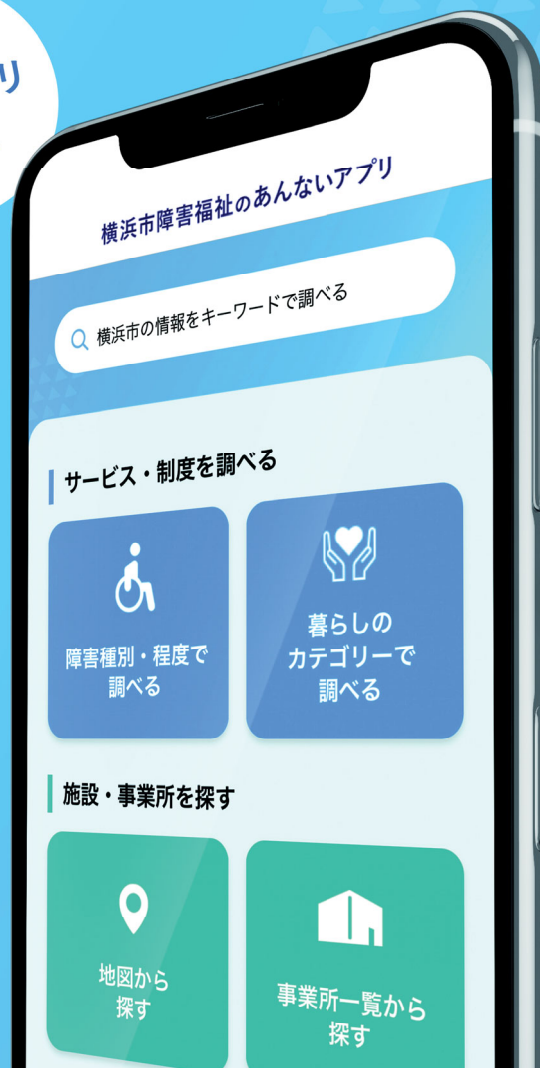 リ
横浜市障害福祉のあんないアプリ
横浜市の情報をキーワードで調べる
サービス・制度を調べる
障害種別・程度で
調べる
暮らしの
カテゴリーで
調べる
施設・事業所を探す
地図から
探す
事業所一覧から
探す